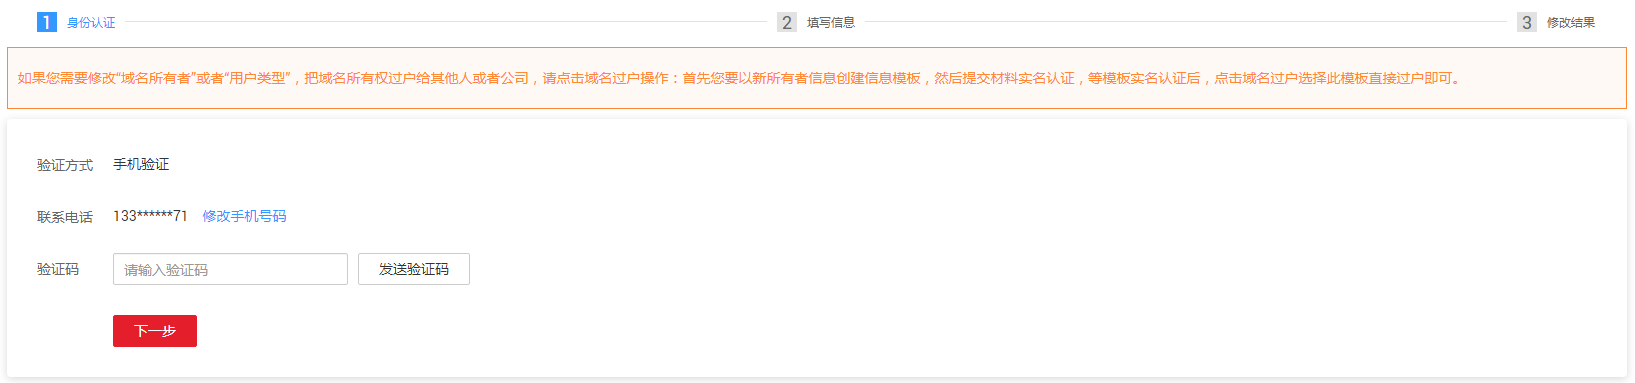 1 身份认证 2 填写信息 3 修改结果
如果您需要修改“域名所有者”或者“用户类型”，把域名所有权过户给其他人或者公司，请点击域名过户操作：首先您要以新所有者信息创建信息模板，然后提交材料实名认证，等模板实名认证后，点击域名过户选择此模板直接过户即可。
验证方式 手机验证
联系电话 133******71 修改手机号码
验证码 请输入验证码 发送验证码
下一步